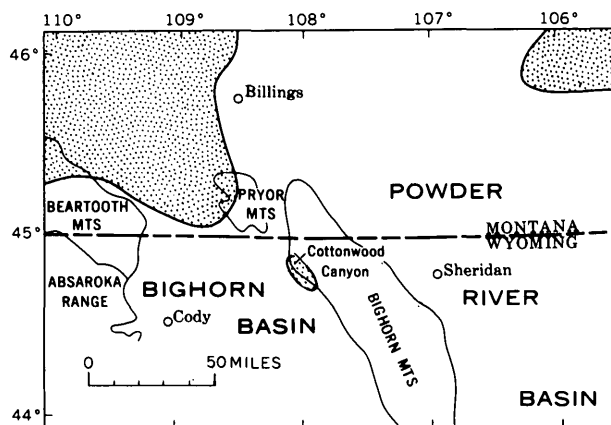 110° 109° 108° 107° 106°
46°
Billings
PRYOR
MTS
POWDER
BEARTOOTH
MTS
MONTANA
45°
WYOMING
Cottonwood
Canyon
ABSAROKA
RANGE
BIGHORN
Sheridan
RIVER
Cody
BASIN
BIGHORN MTS
0 50 MILES
BASIN
44°